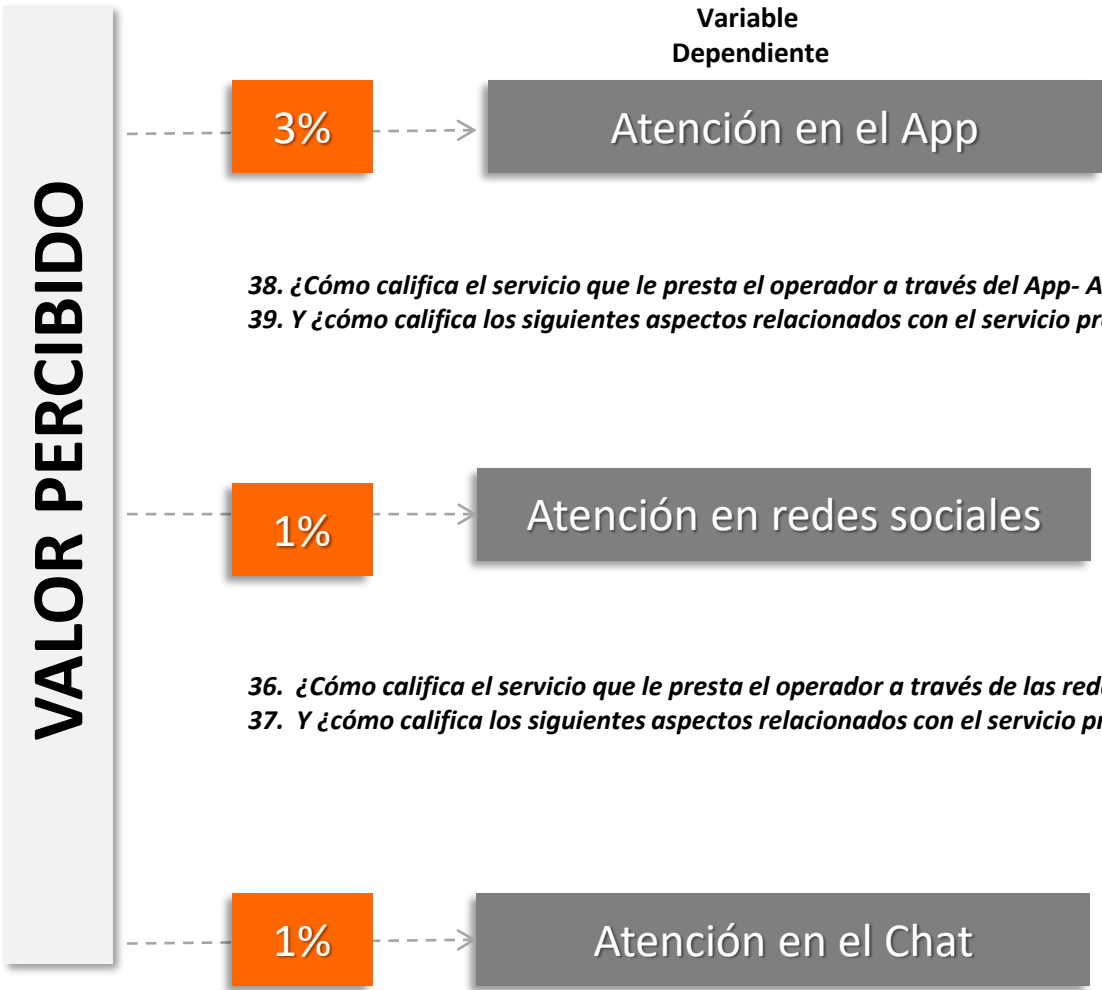 Variable
Dependiente
VALOR PERCIBIDO
3%
Atención en el App
38. ¿Cómo califica el servicio que le presta el operador a través del App- A
39. Y ¿cómo califica los siguientes aspectos relacionados con el servicio
1%
Atención en redes sociales
36. ¿Cómo califica el servicio que le presta el operador a través de las
37. Y ¿cómo califica los siguientes aspectos relacionados con el servicio
1%
Atención en el Chat